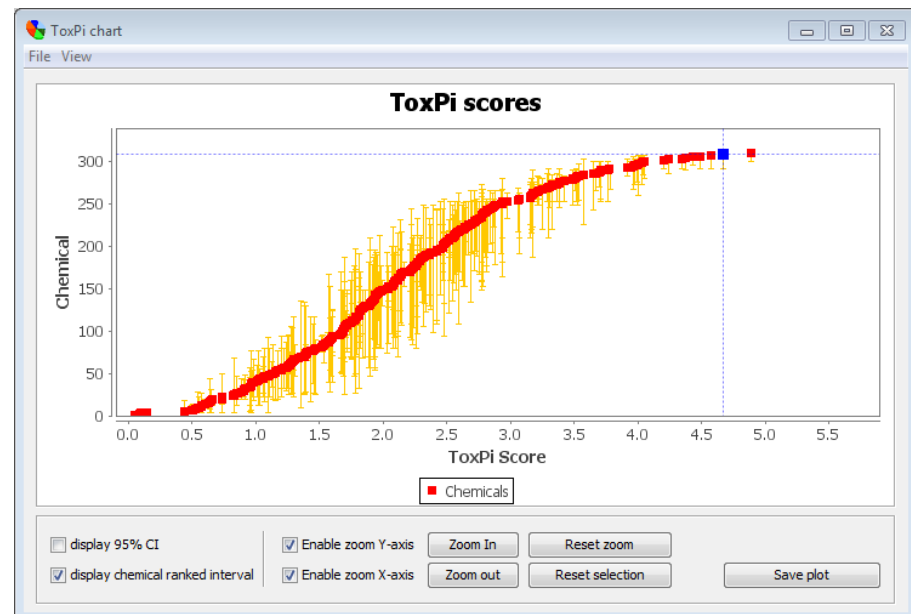 ToxPi chart
File View
ToxPi scores
Chemical
300
250
200
150
100
50
0
0.0 0.5 1.0 1.5 2.0 2.5 3.0 3.5 4.0 4.5 5.0 5.5
ToxPi Score
Chemicals
display 95% CI
Enable zoom Y-axis
Zoom In
Reset zoom
display chemical ranked interval
Enable zoom X-axis
Zoom out
Reset selection
Save plot